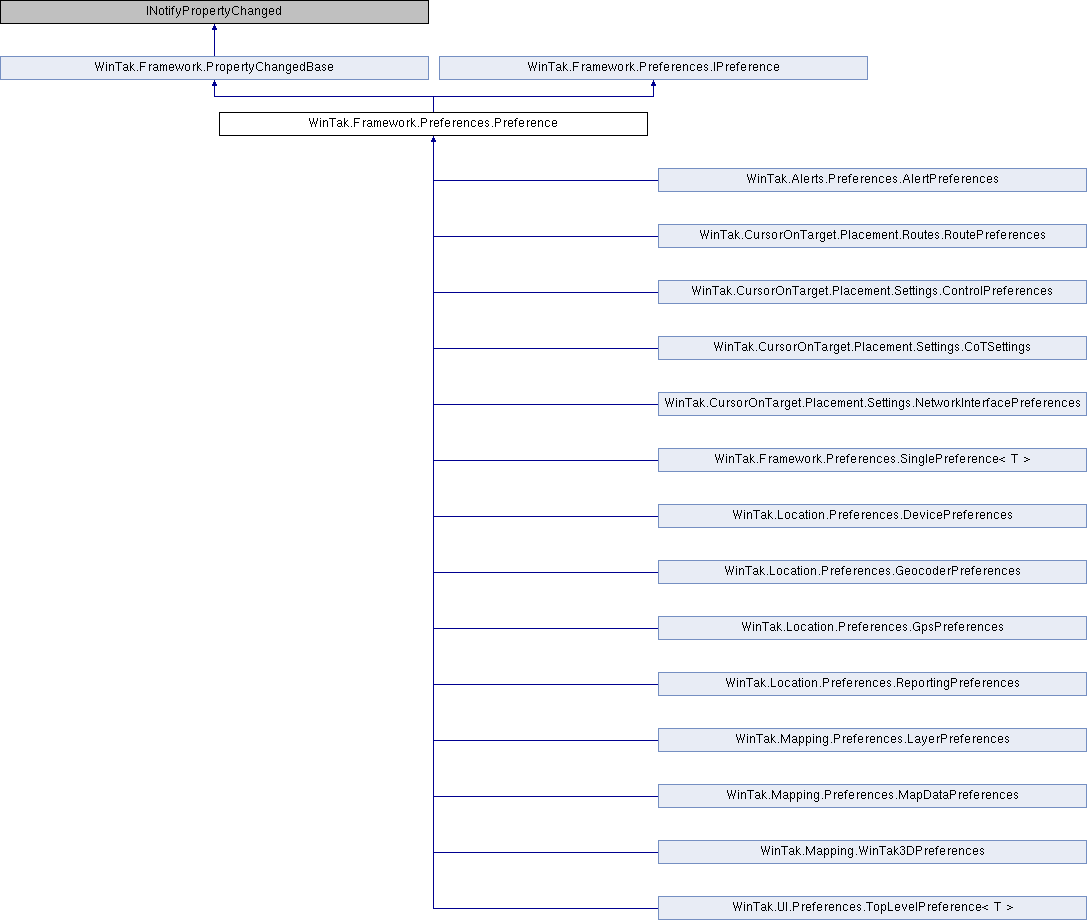 INotifyPropertyChanged
WinTak.Framework.PropertyChangedBase
WinTak.Framework.Preferences.IPreference
WinTak.Framework.Preferences.Preference
WinTak.Alerts.Preferences.AlertPreferences
WinTak.CursorOnTarget.Placement.Routes.RoutePreferences
WinTak.CursorOnTarget.Placement.Settings.ControlPreferences
WinTak.CursorOnTarget.Placement.Settings.CoTSettings
WinTak.CursorOnTarget.Placement.Settings.NetworkInterfacePreferences
WinTak.Framework.Preferences.SinglePreference< T >
WinTak.Location.Preferences.DevicePreferences
WinTak.Location.Preferences.GeocoderPreferences
WinTak.Location.Preferences.GpsPreferences
WinTak.Location.Preferences.ReportingPreferences
WinTak.Mapping.Preferences.LayerPreferences
WinTak.Mapping.Preferences.MapDataPreferences
WinTak.Mapping.WinTak3DPreferences
WinTak.UI.Preferences.TopLevelPreference< T >